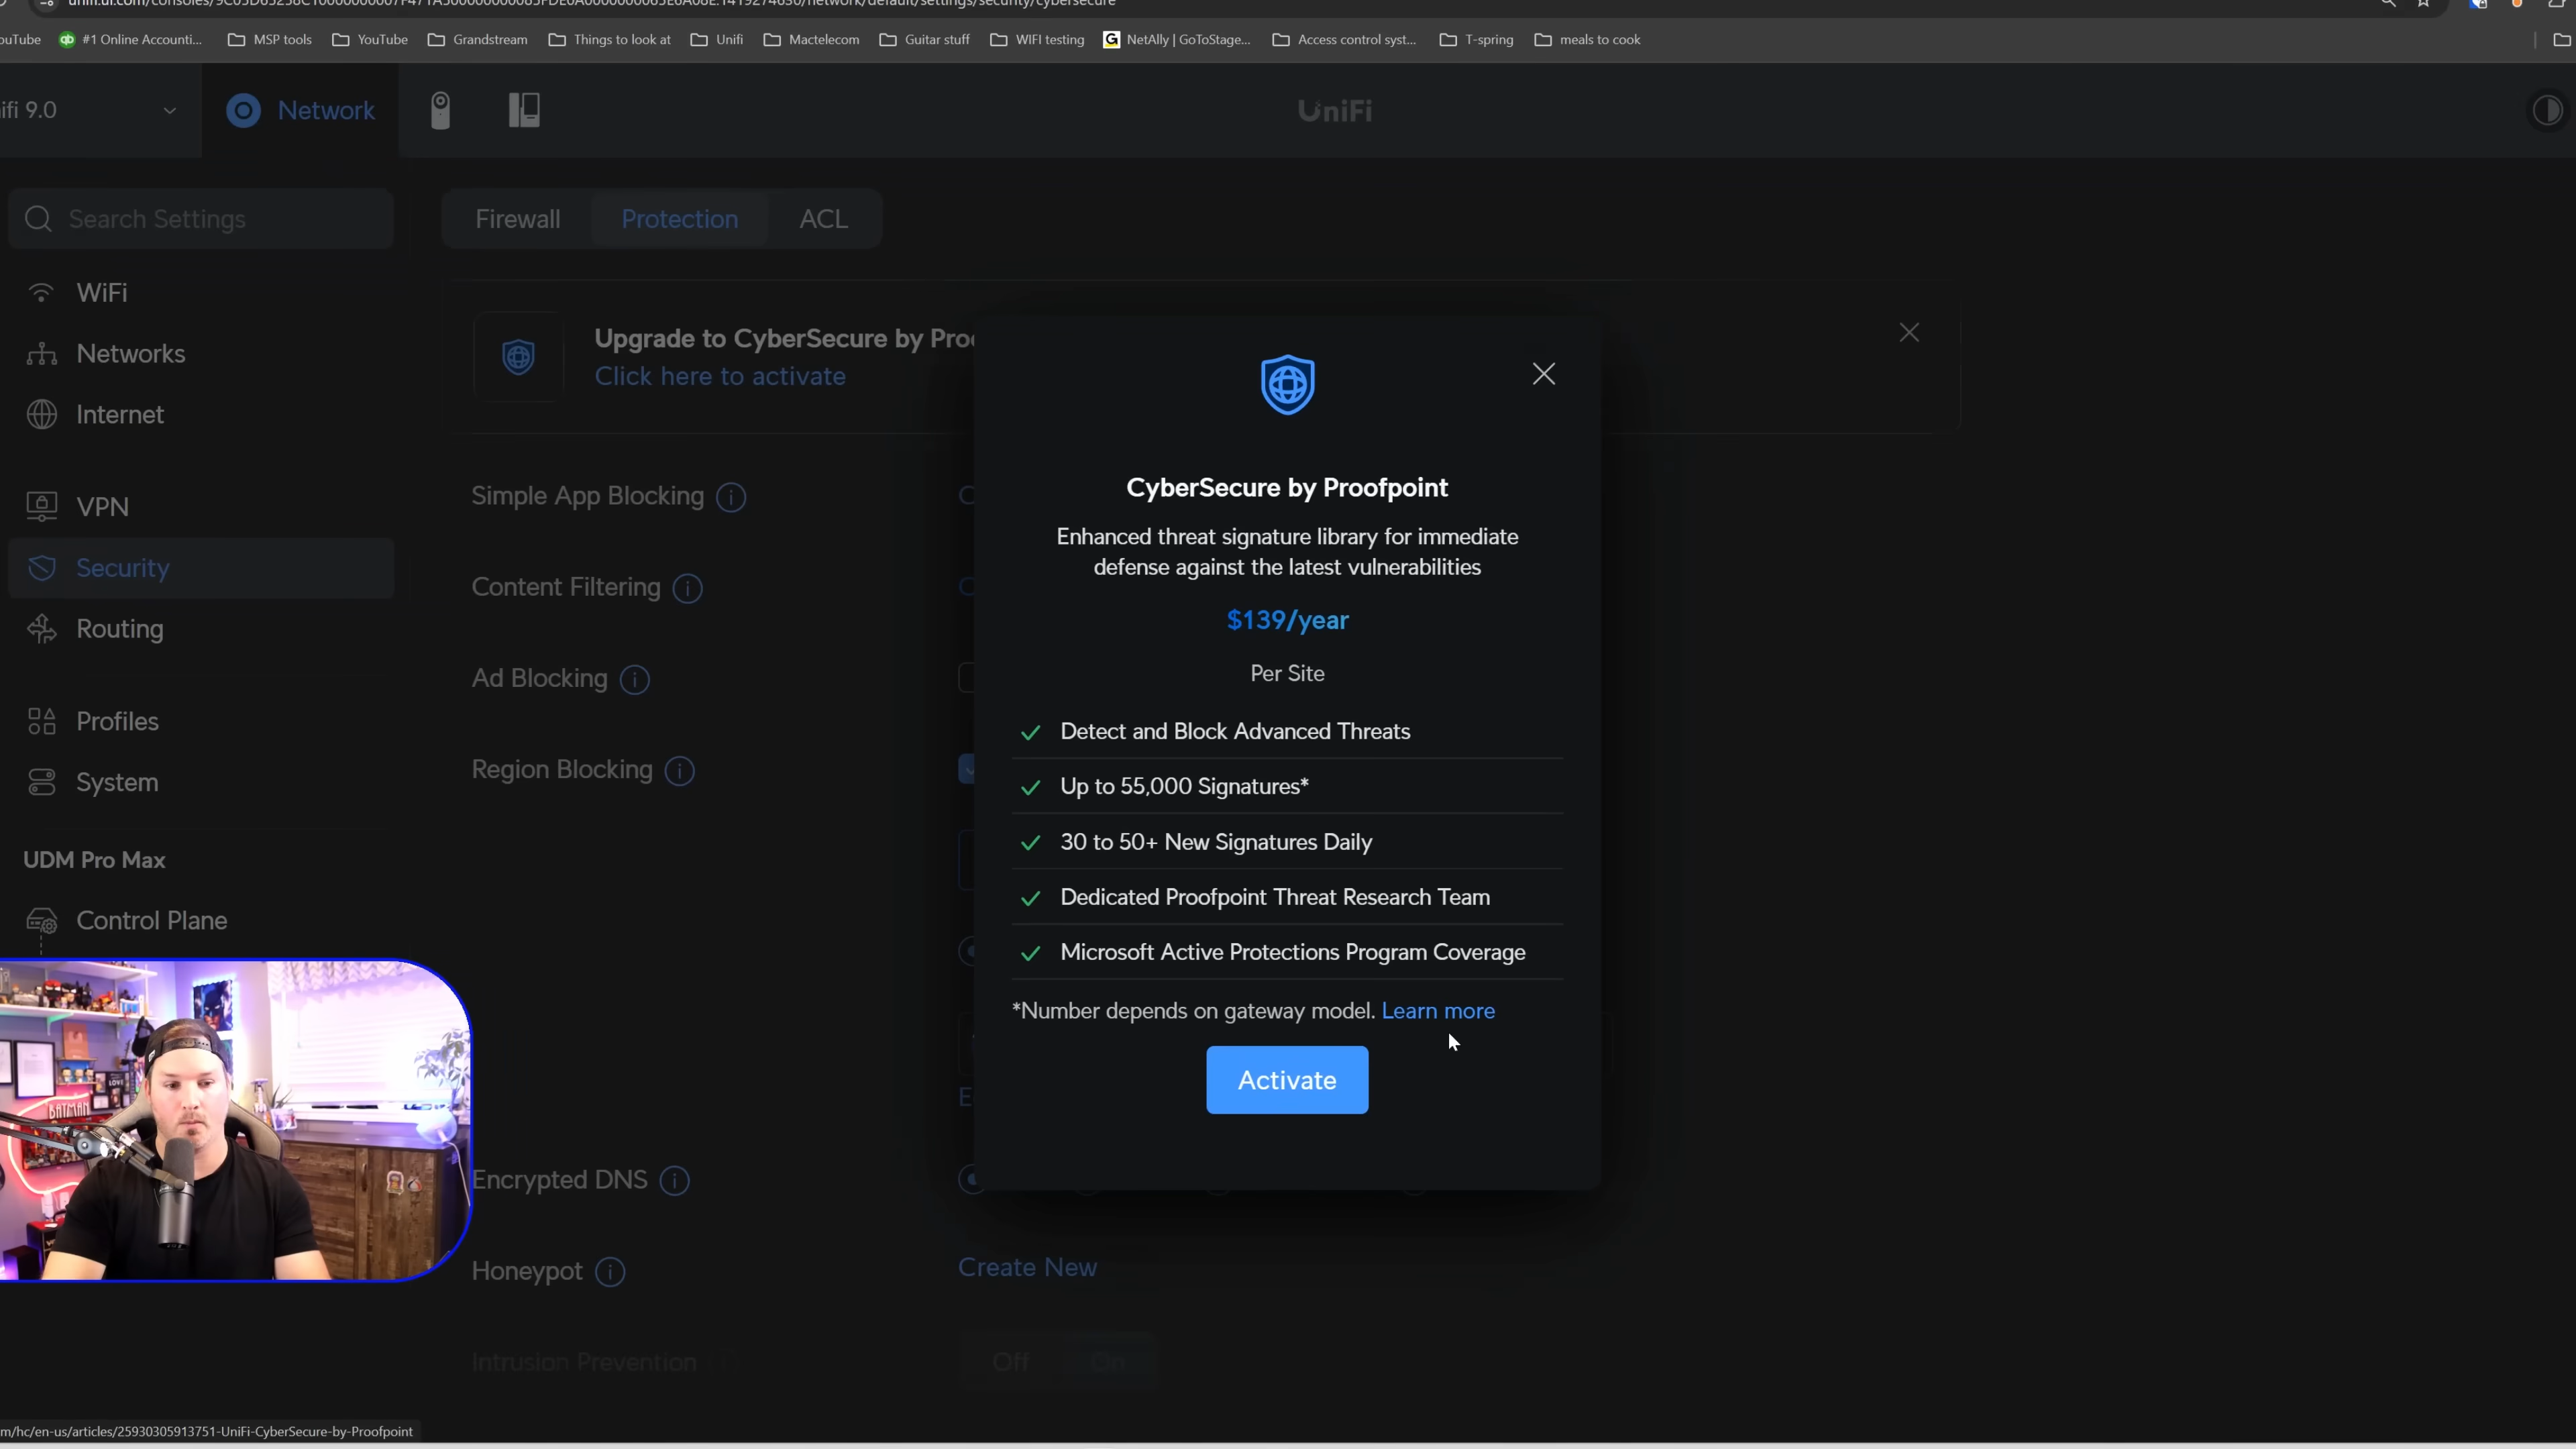 ouTube #1 Online Accounti... MSP tools YouTube Grandstream Things to look at Unifi Mactelecom Guitar stuff WIFI testing NetAlly | GoToStage... Access control syst... T-spring meals to cook
ifi 9.0 Network UniFi
Search Settings
Firewall Protection ACL
WiFi
Networks
Internet
VPN
Security
Routing
Profiles
System
UDM Pro Max
Control Plane
Upgrade to CyberSecure by Pro
Click here to activate
Simple App Blocking
Content Filtering
Ad Blocking
Region Blocking
Encrypted DNS
Honeypot
Create New
Intrusion Prevention
Off On
CyberSecure by Proofpoint
Enhanced threat signature library for immediate
defense against the latest vulnerabilities
$139/year
Per Site
Detect and Block Advanced Threats
Up to 55,000 Signatures*
30 to 50+ New Signatures Daily
Dedicated Proofpoint Threat Research Team
Microsoft Active Protections Program Coverage
*Number depends on gateway model. Learn more
Activate
BATMAN
LOVE
m/hc/en-us/articles/25930305913751-UniFi-CyberSecure-by-Proofpoint